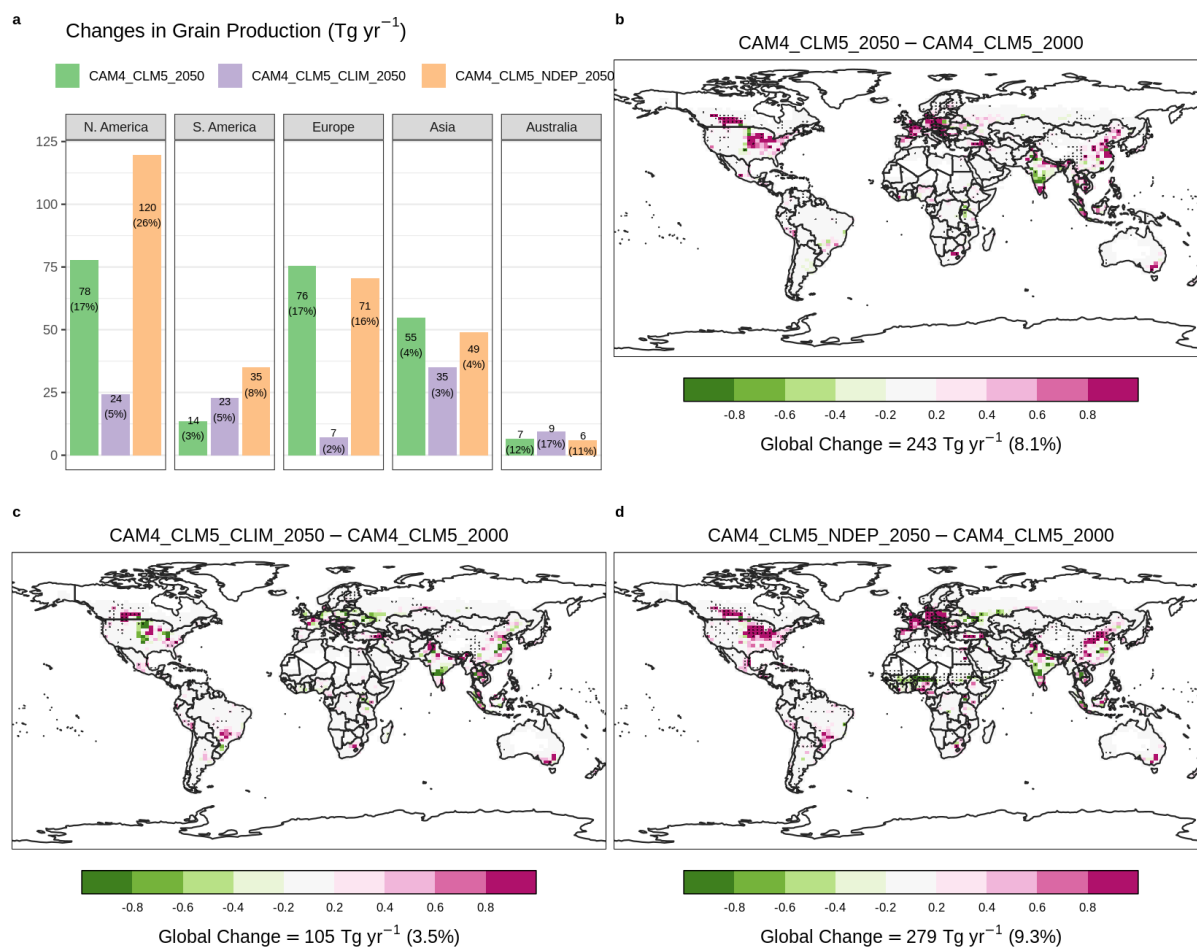 a
Changes in Grain Production (Tg yr⁻¹)
CAM4_CLM5_2050 CAM4_CLM5_CLIM_2050 CAM4_CLM5_NDEP_2050
N. America S. America Europe Asia Australia
125
100
75
50
25
0
78
(17%)
24
(5%)
120
(26%)
14
(3%)
23
(5%)
35
(8%)
76
(17%)
7
(2%)
71
(16%)
55
(4%)
35
(3%)
49
(4%)
7
(12%)
9
(17%)
6
(11%)
b
CAM4_CLM5_2050 – CAM4_CLM5_2000
-0.8 -0.6 -0.4 -0.2 0.2 0.4 0.6 0.8
Global Change = 243 Tg yr⁻¹ (8.1%)
c
CAM4_CLM5_CLIM_2050 – CAM4_CLM5_2000
-0.8 -0.6 -0.4 -0.2 0.2 0.4 0.6 0.8
Global Change = 105 Tg yr⁻¹ (3.5%)
d
CAM4_CLM5_NDEP_2050 – CAM4_CLM5_2000
-0.8 -0.6 -0.4 -0.2 0.2 0.4 0.6 0.8
Global Change = 279 Tg yr⁻¹ (9.3%)